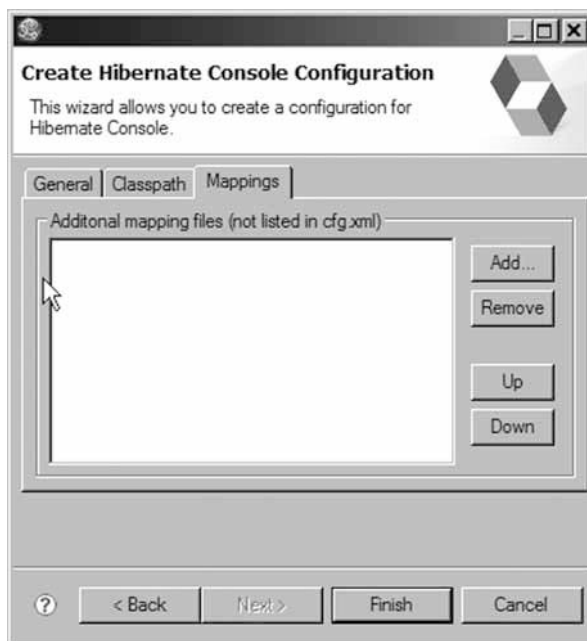 Create Hibernate Console Configuration
This wizard allows you to create a configuration for
Hibernate Console.
General Classpath Mappings
Additonal mapping files (not listed in cfg.xml)
Add...
Remove
Up
Down
? < Back Next > Finish Cancel